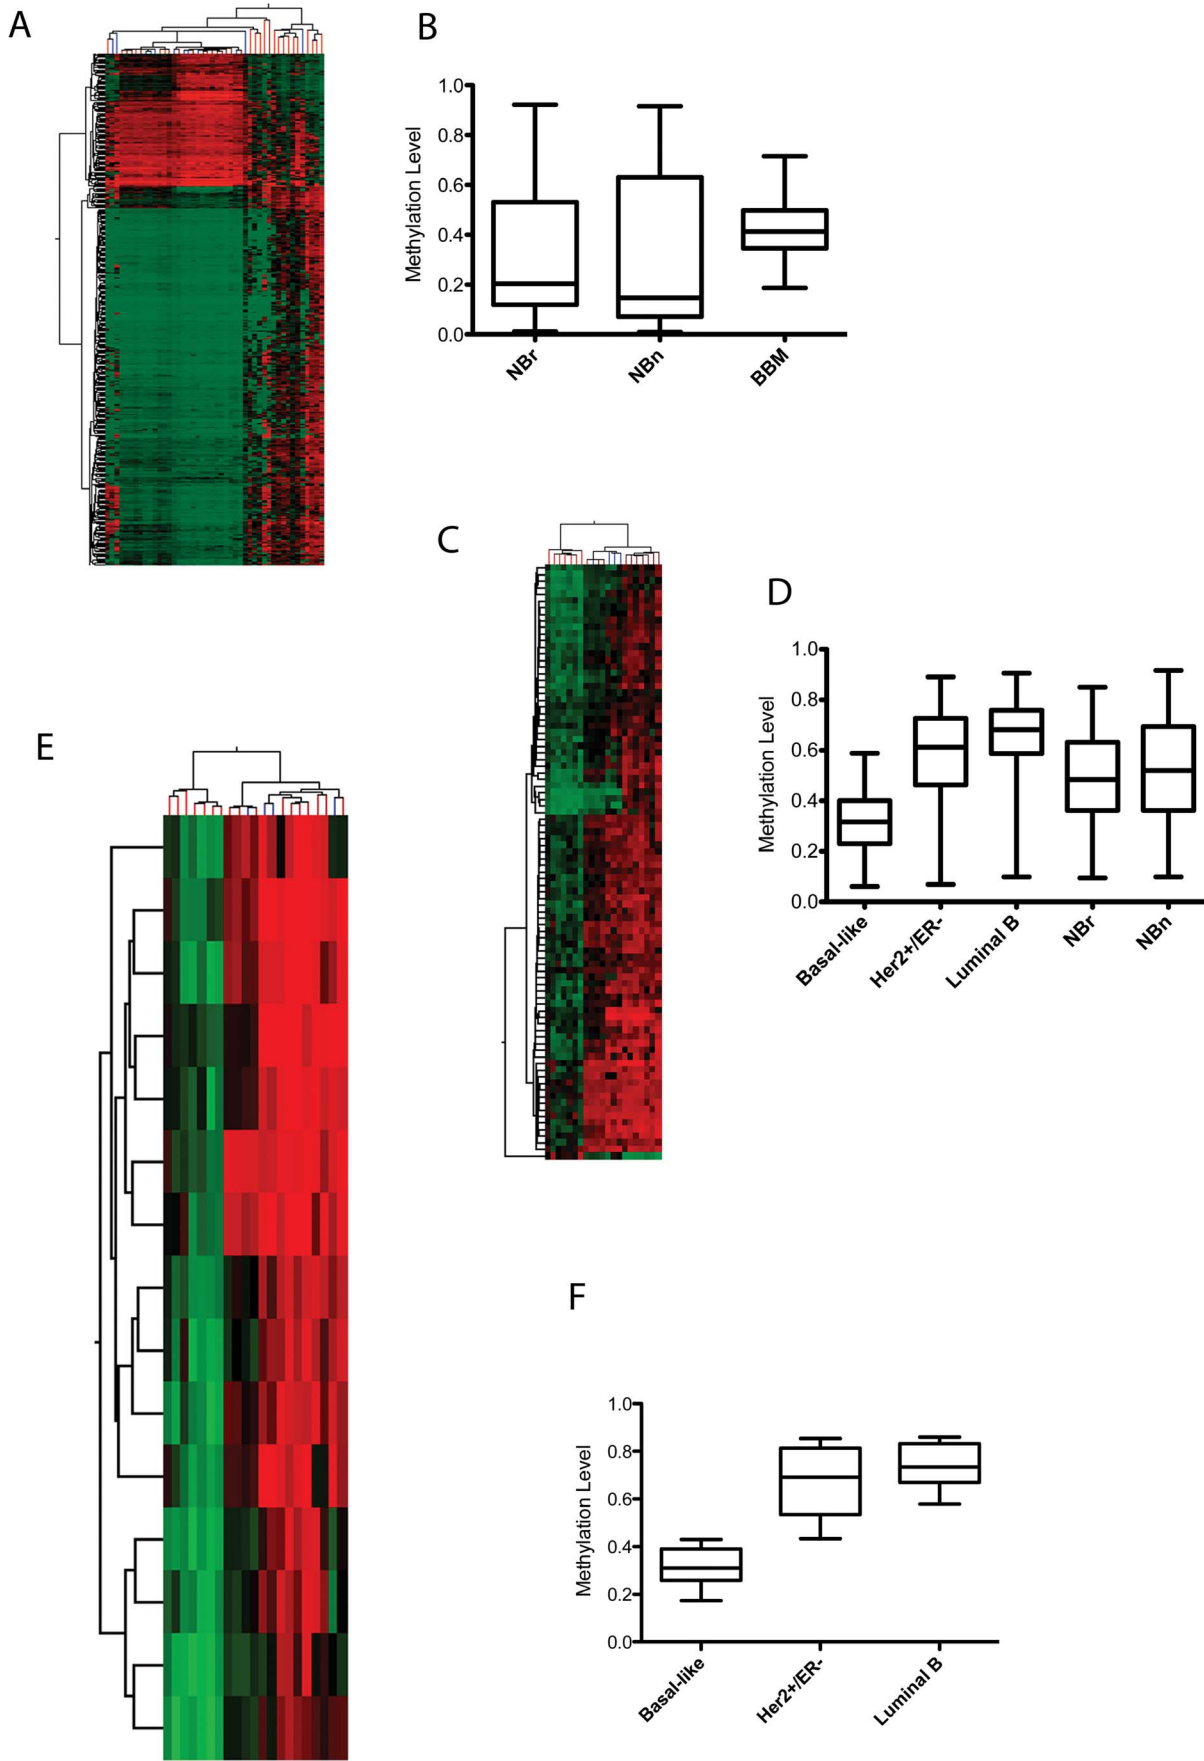 A
B
Methylation Level
1.0
0.8
0.6
0.4
0.2
0.0
NBr
NBn
BBM
C
D
Methylation Level
1.0
0.8
0.6
0.4
0.2
0.0
Basal-like
Her2+/ER-
Luminal B
NBr
NBn
E
F
Methylation Level
1.0
0.8
0.6
0.4
0.2
0.0
Basal-like
Her2+/ER-
Luminal B